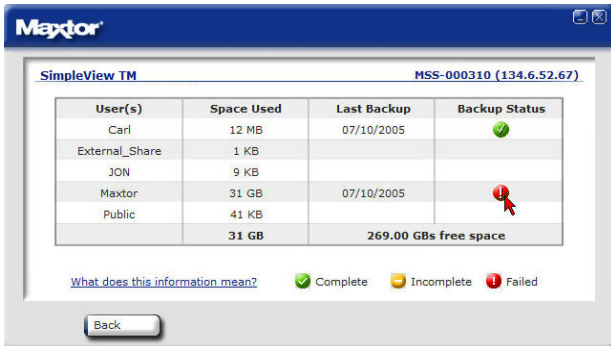 Maxtor
SimpleView TM MSS-000310 (134.6.52.67)
User(s) Space Used Last Backup Backup Status
Carl 12 MB 07/10/2005
External_Share 1 KB
JON 9 KB
Maxtor 31 GB 07/10/2005
Public 41 KB
31 GB 269.00 GBs free space
What does this information mean? Complete Incomplete Failed
Back